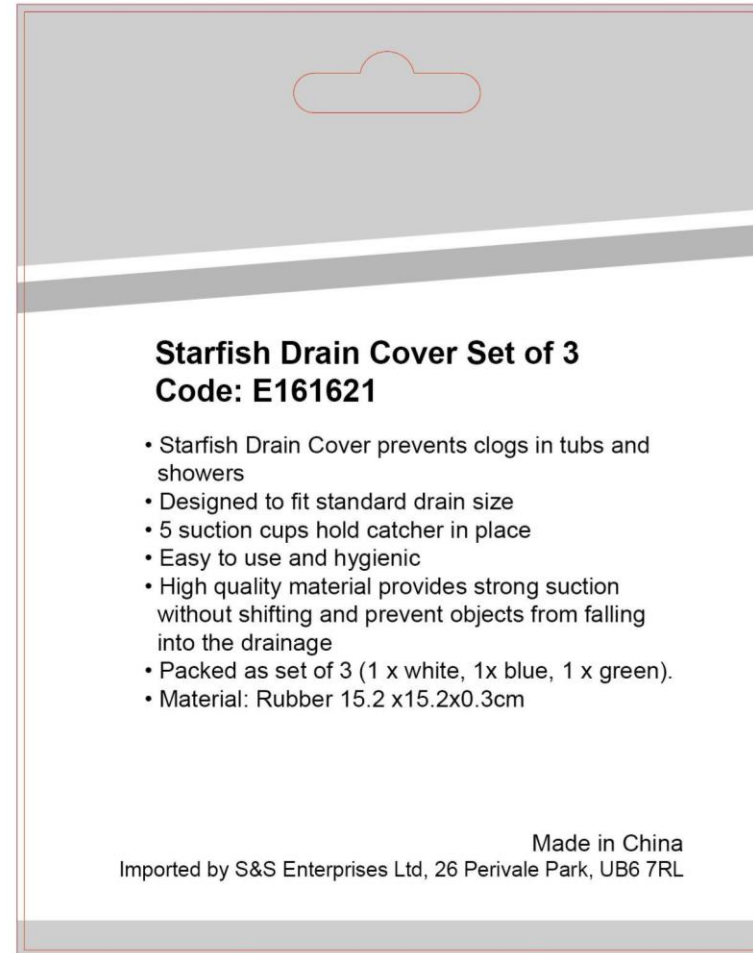 Starfish Drain Cover Set of 3
Code: E161621
• Starfish Drain Cover prevents clogs in tubs and
showers
• Designed to fit standard drain size
• 5 suction cups hold catcher in place
• Easy to use and hygienic
• High quality material provides strong suction
without shifting and prevent objects from falling
into the drainage
• Packed as set of 3 (1 x white, 1x blue, 1 x green).
• Material: Rubber 15.2 x15.2x0.3cm
Made in China
Imported by S&S Enterprises Ltd, 26 Perivale Park, UB6 7RL